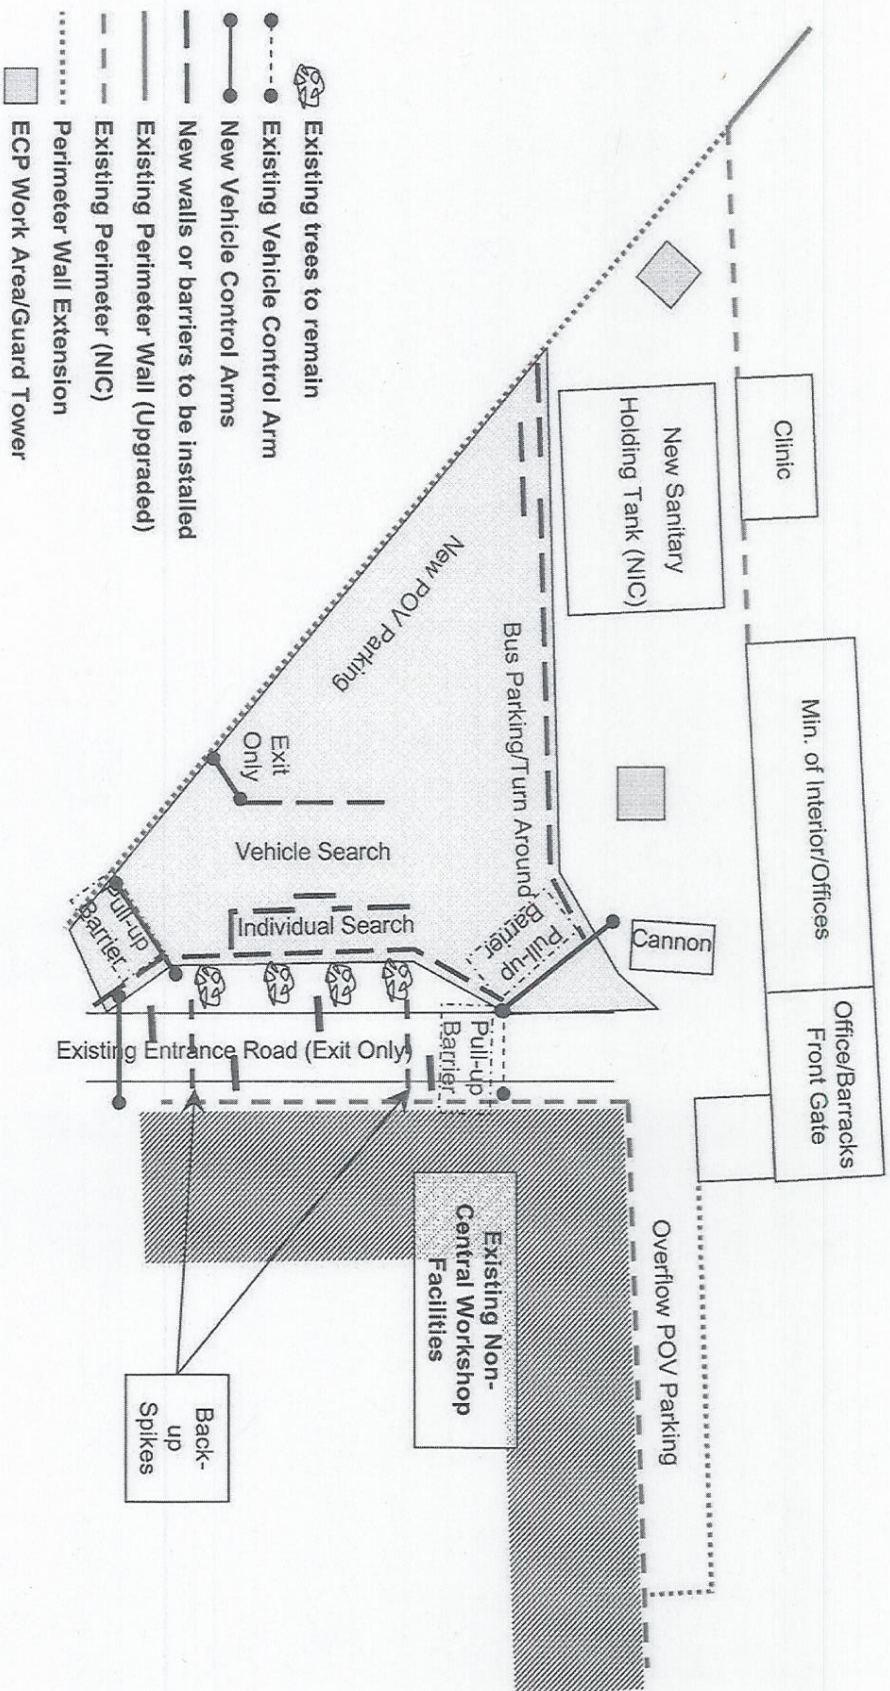 Clinic
Min. of Interior/Offices
Office/Barracks
Front Gate
New Sanitary
Holding Tank (NIC)
Cannon
Overflow POV Parking
Bus Parking/Turn Around
Pull-up
Barrier
New POV Parking
Exit
Only
Vehicle Search
Individual Search
Pull-up
Barrier
Pull-up
Barrier
Existing Entrance Road (Exit Only)
Existing Non-
Central Workshop
Facilities
Back-
up
Spikes
Existing trees to remain
Existing Vehicle Control Arm
New Vehicle Control Arms
New walls or barriers to be installed
Existing Perimeter Wall (Upgraded)
Existing Perimeter (NIC)
Perimeter Wall Extension
ECP Work Area/Guard Tower